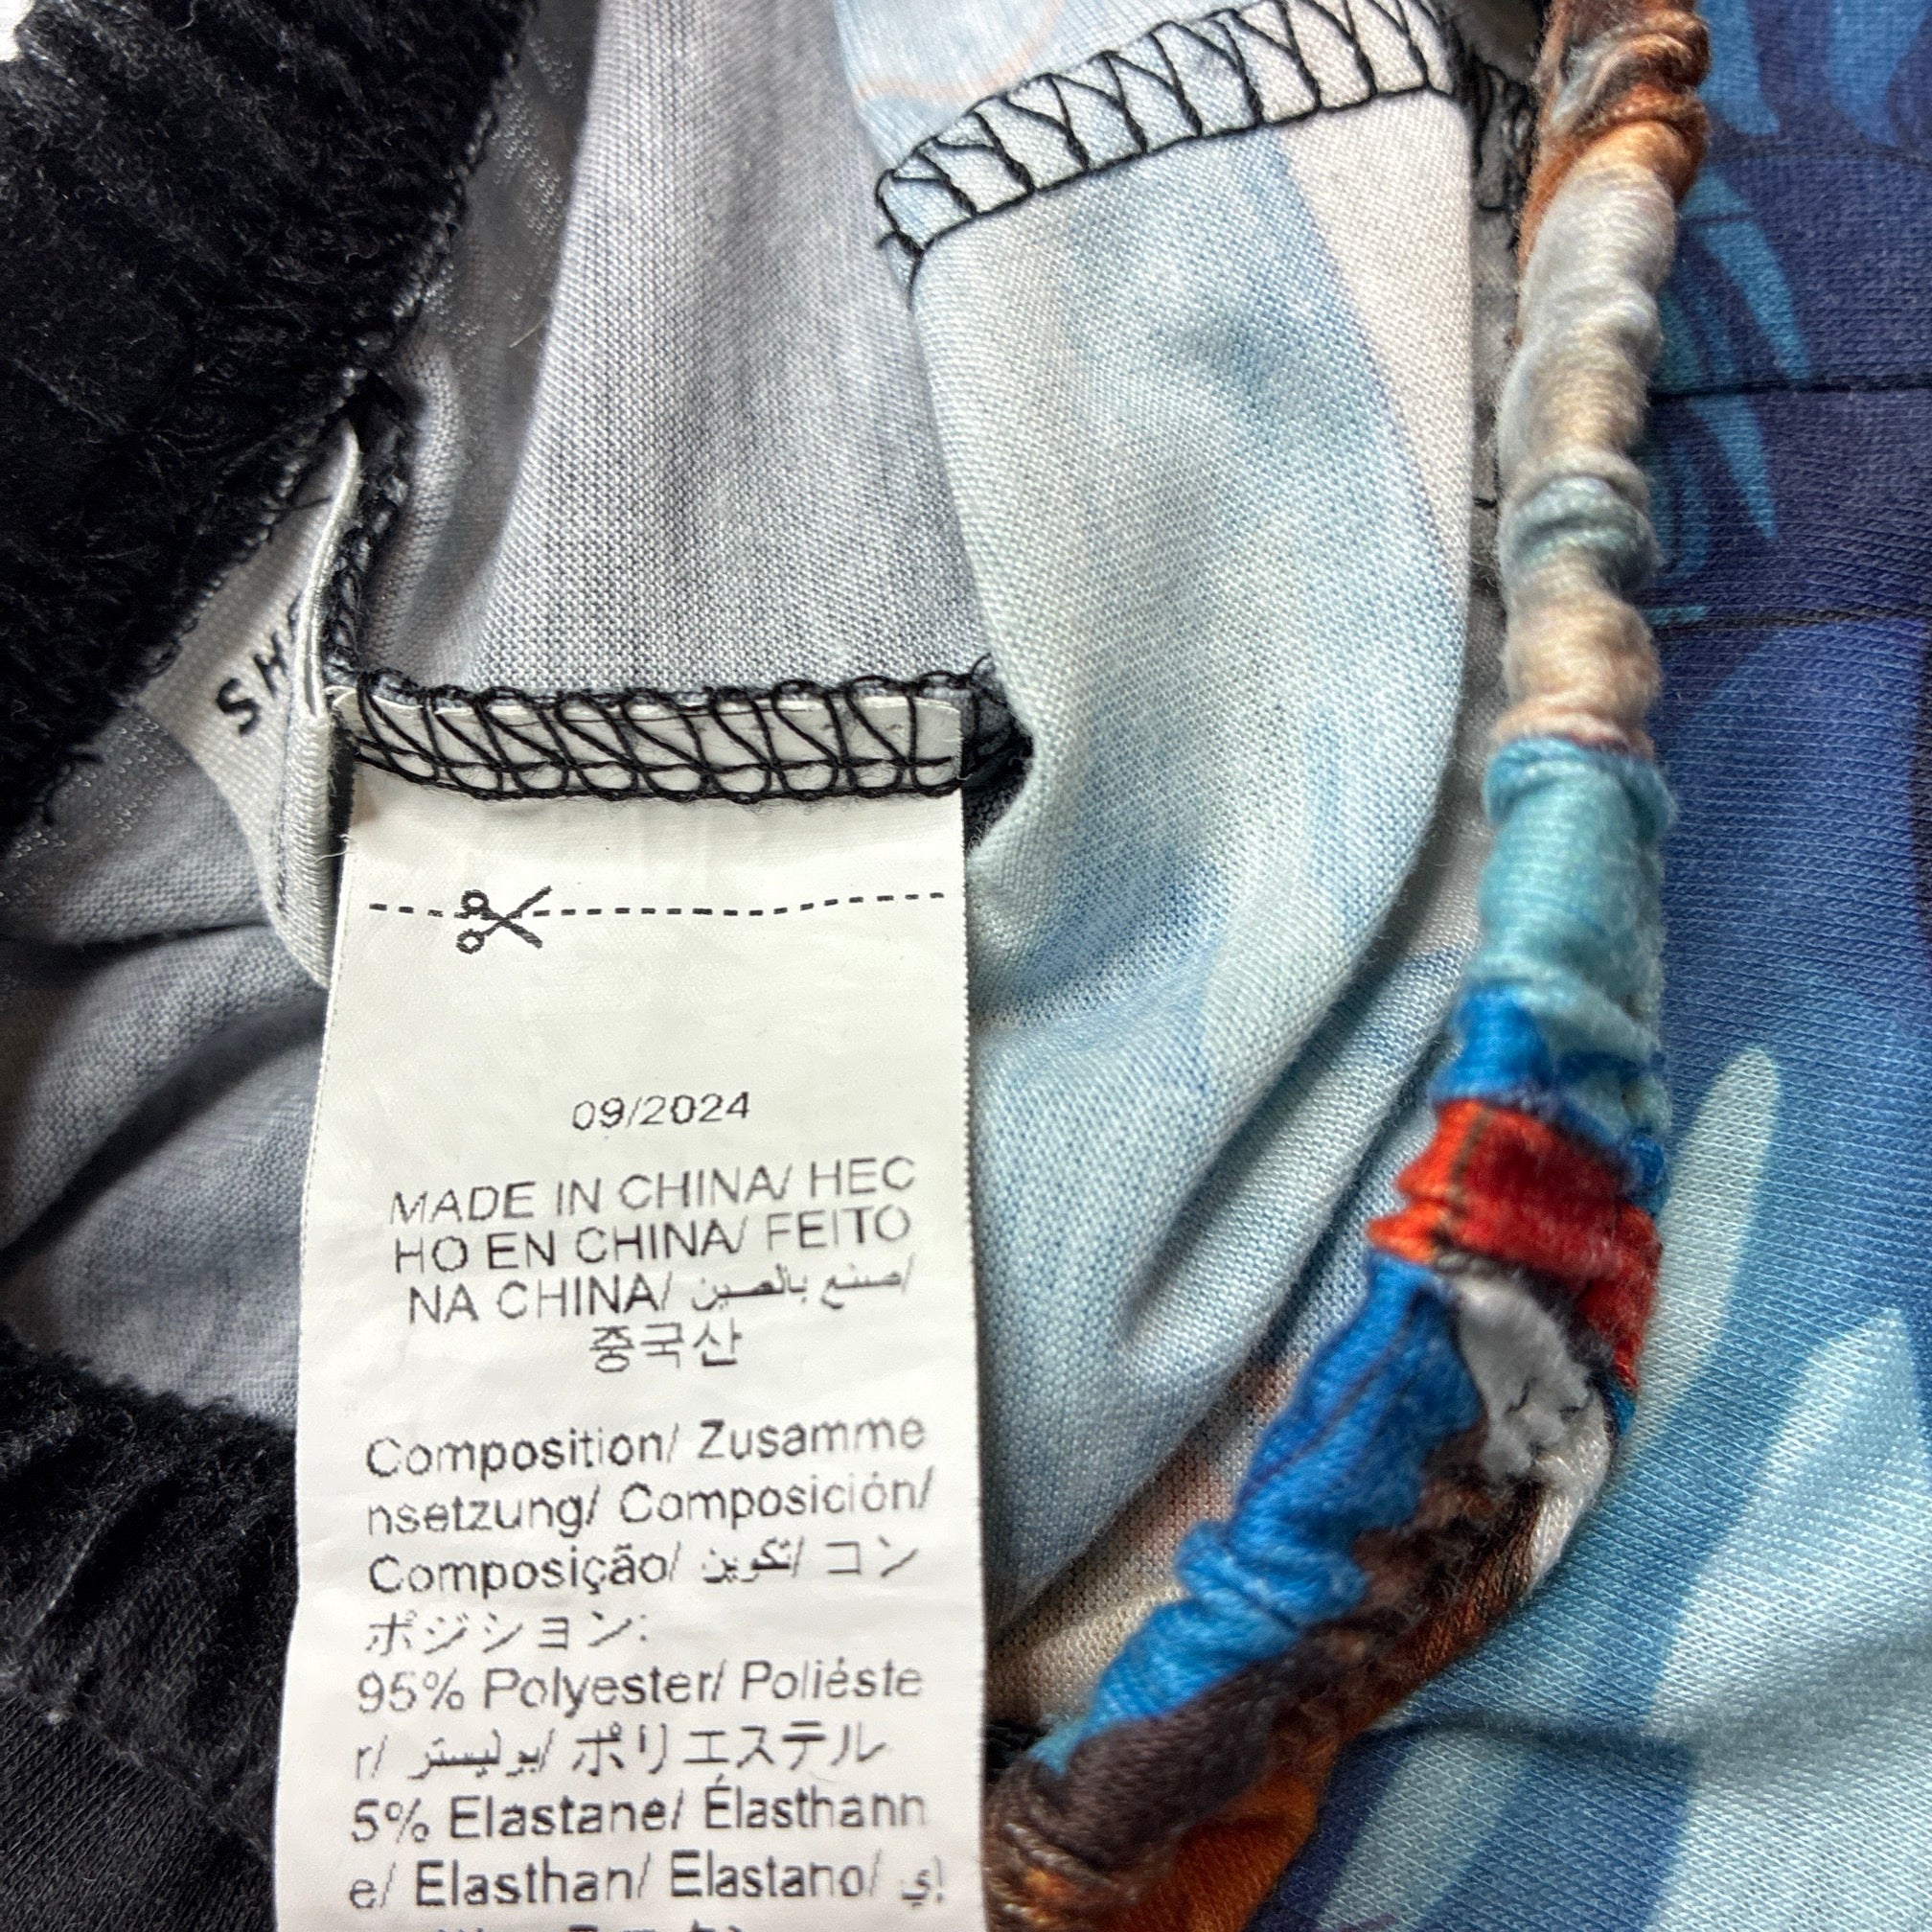 SH
09/2024
MADE IN CHINA/ HEC
HO EN CHINA/ FEITO
NA CHINA/ صنع بالصين/
중국산
Composition/ Zusamme
nsetzung/ Composición/
Composição/ تكوين/ コン
ポジション:
95% Polyester/ Poliéste
r/ بوليستر/ ポリエステル
5% Elastane/ Élasthann
e/ Elasthan/ Elastano/ إي